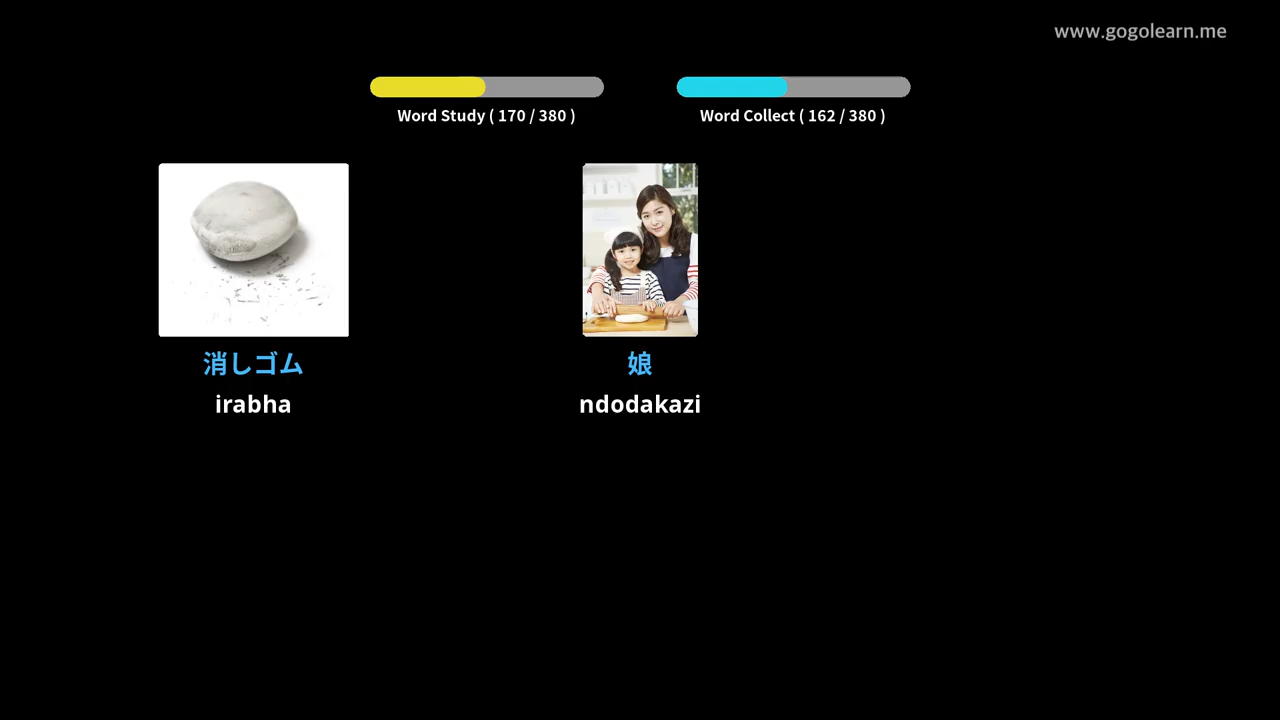 www.gogolearn.me
Word Study ( 170 / 380 )
Word Collect ( 162 / 380 )
消しゴム
irabha
娘
ndodakazi